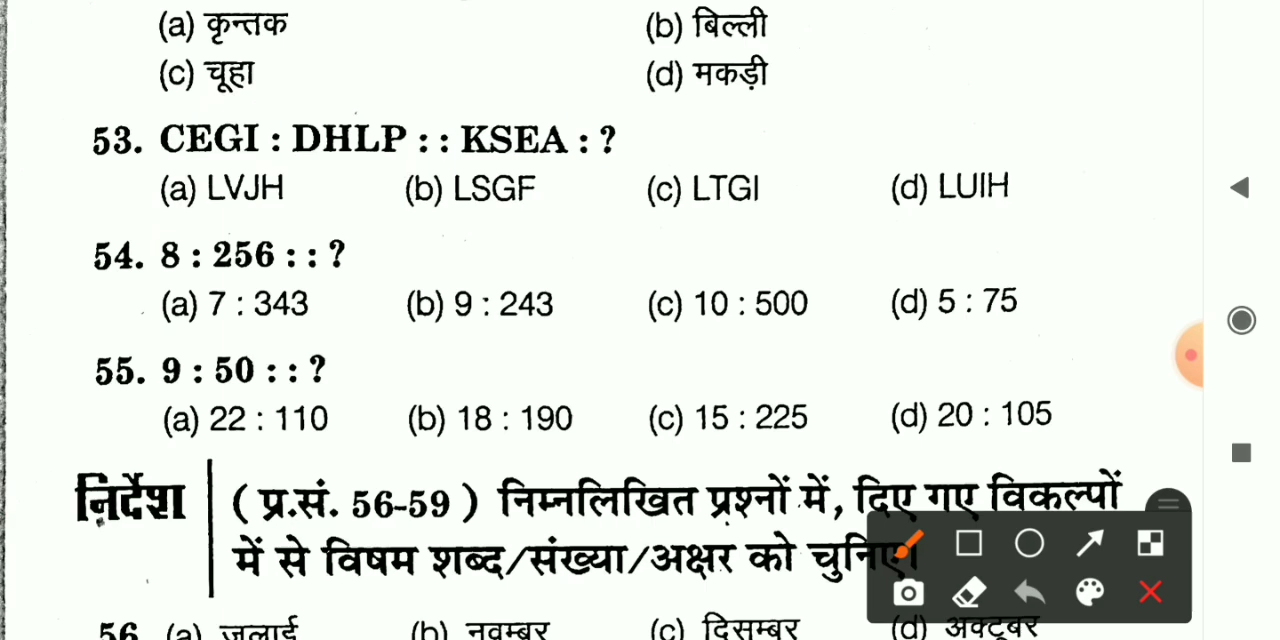 (a) कृन्तक (b) बिल्ली
(c) चूहा (d) मकड़ी
53. CEGI : DHLP : : KSEA : ?
(a) LVJH (b) LSGF (c) LTGI (d) LUIH
54. 8 : 256 : : ?
(a) 7 : 343 (b) 9 : 243 (c) 10 : 500 (d) 5 : 75
55. 9 : 50 : : ?
(a) 22 : 110 (b) 18 : 190 (c) 15 : 225 (d) 20 : 105
निर्देश ( प्र.सं. 56-59 ) निम्नलिखित प्रश्नों में, दिए गए विकल्पों
में से विषम शब्द/संख्या/अक्षर को चुनिए।
56 (a) जुलाई (b) नवम्बर (c) दिसम्बर (d) अक्टूबर